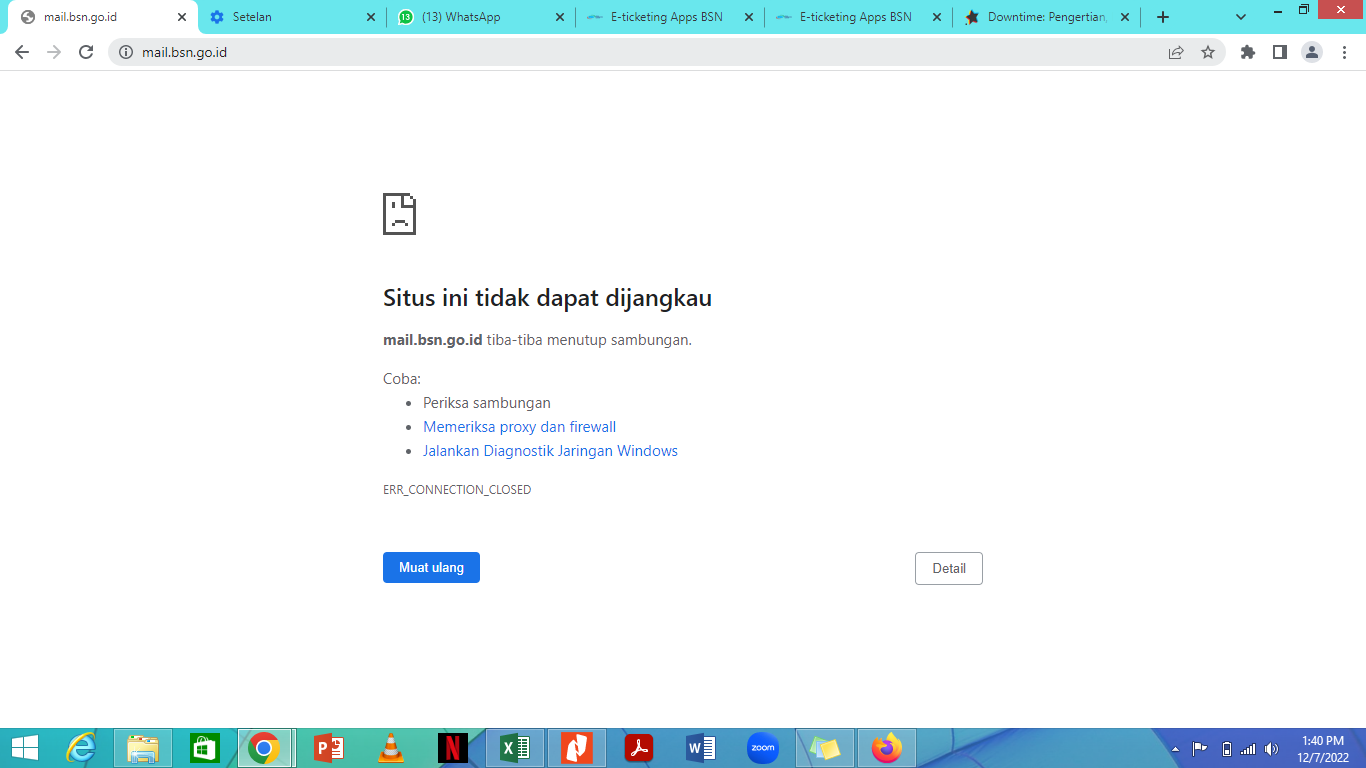 mail.bsn.go.id
Setelan
(13) WhatsApp
E-ticketing Apps BSN
E-ticketing Apps BSN
Downtime: Pengertian,
mail.bsn.go.id
Situs ini tidak dapat dijangkau
mail.bsn.go.id tiba-tiba menutup sambungan.
Coba:
Periksa sambungan
Memeriksa proxy dan firewall
Jalankan Diagnostik Jaringan Windows
ERR_CONNECTION_CLOSED
Muat ulang
Detail
zoom
1:40 PM
12/7/2022